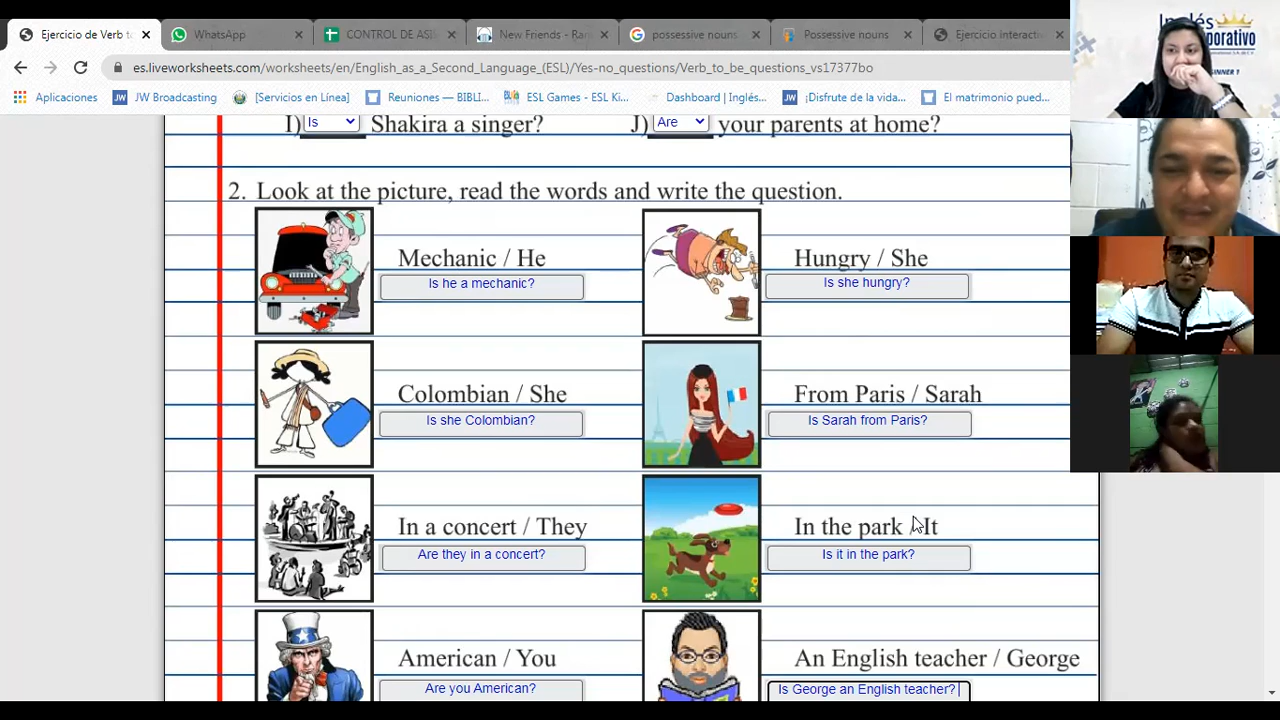 Ejercicio de Verb to
WhatsApp
CONTROL DE ASIS
New Friends - Ran
possessive nouns
Possessive nouns
Ejercicio interacti
es.liveworksheets.com/worksheets/en/English_as_a_Second_Language_(ESL)/Yes-no_questions/Verb_to_be_questions_vi17377bo
Aplicaciones
JW Broadcasting
[Servicios en Línea]
Reuniones — BIBLI...
ESL Games - ESL Ki...
Dashboard | Inglés...
¡Disfrute de la vida...
El matrimonio pued...
I) Is Shakira a singer?
J) Are your parents at home?
2. Look at the picture, read the words and write the question.
Mechanic / He
Is he a mechanic?
Hungry / She
Is she hungry?
Colombian / She
Is she Colombian?
From Paris / Sarah
Is Sarah from Paris?
In a concert / They
Are they in a concert?
In the park / It
Is it in the park?
American / You
Are you American?
An English teacher / George
Is George an English teacher?